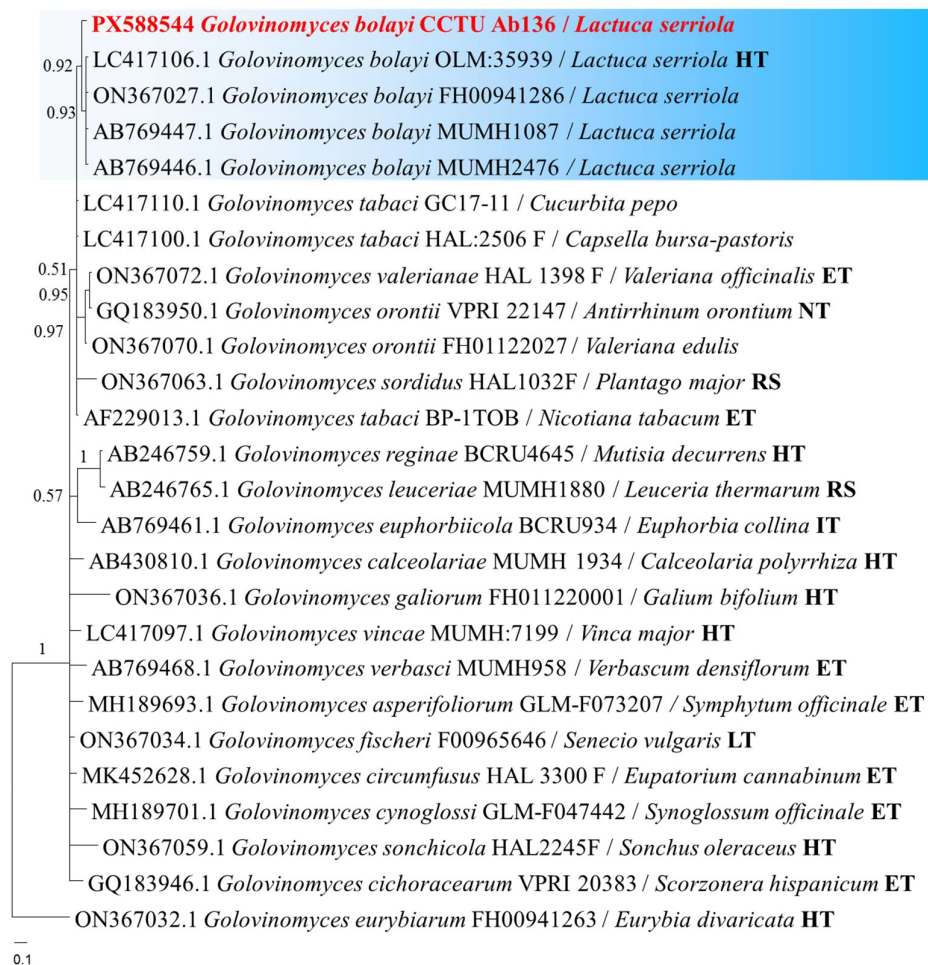 PX588544 Golovinomyces bolayi CCTU Ab136 / Lactuca serriola
0.92
LC417106.1 Golovinomyces bolayi OLM:35939 / Lactuca serriola HT
ON367027.1 Golovinomyces bolayi FH00941286 / Lactuca serriola
0.93
AB769447.1 Golovinomyces bolayi MUMH1087 / Lactuca serriola
AB769446.1 Golovinomyces bolayi MUMH2476 / Lactuca serriola
LC417110.1 Golovinomyces tabaci GC17-11 / Cucurbita pepo
LC417100.1 Golovinomyces tabaci HAL:2506 F / Capsella bursa-pastoris
0.51
ON367072.1 Golovinomyces valerianae HAL 1398 F / Valeriana officinalis ET
0.95
GQ183950.1 Golovinomyces orontii VPRI 22147 / Antirrhinum orontium NT
0.97
ON367070.1 Golovinomyces orontii FH01122027 / Valeriana edulis
ON367063.1 Golovinomyces sordidus HAL1032F / Plantago major RS
AF229013.1 Golovinomyces tabaci BP-1TOB / Nicotiana tabacum ET
1
AB246759.1 Golovinomyces reginae BCRU4645 / Mutisia decurrens HT
0.57
AB246765.1 Golovinomyces leuceriae MUMH1880 / Leuceria thermarum RS
AB769461.1 Golovinomyces euphorbiicola BCRU934 / Euphorbia collina IT
AB430810.1 Golovinomyces calceolariae MUMH 1934 / Calceolaria polyrrhiza HT
ON367036.1 Golovinomyces galiorum FH011220001 / Galium bifolium HT
LC417097.1 Golovinomyces vincae MUMH:7199 / Vinca major HT
1
AB769468.1 Golovinomyces verbasci MUMH958 / Verbascum densiflorum ET
MH189693.1 Golovinomyces asperifoliorum GLM-F073207 / Symphytum officinale ET
ON367034.1 Golovinomyces fischeri F00965646 / Senecio vulgaris LT
MK452628.1 Golovinomyces circumfusus HAL 3300 F / Eupatorium cannabinum ET
MH189701.1 Golovinomyces cynoglossi GLM-F047442 / Synoglossum officinale ET
ON367059.1 Golovinomyces sonchicola HAL2245F / Sonchus oleraceus HT
GQ183946.1 Golovinomyces cichoracearum VPRI 20383 / Scorzonera hispanicum ET
ON367032.1 Golovinomyces eurybiarum FH00941263 / Eurybia divaricata HT
0.1